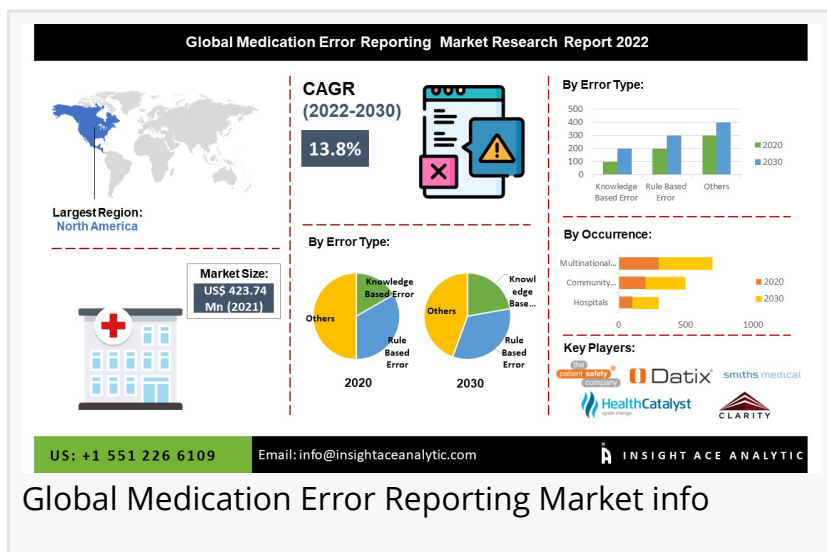 Global Medication Error Reporting Market Research Report 2022
Largest Region:
North America
Market Size:
US$ 423.74
Mn (2021)
CAGR
(2022-2030)
13.8%
By Error Type:
Knowledge
Based Error
Others
Rule
Based
Error
2020
Knowl
edge
Base...
Others
Rule
Based
Error
2030
By Error Type:
500
400
300
200
100
0
Knowledge
Based Error
Rule Based
Error
Others
2020
2030
By Occurrence:
Multinational...
Community...
Hospitals
0
500
1000
2020
2030
Key Players:
the
patient safety
company
Datix
smiths medical
HealthCatalyst
ignite change
CLARITY
US: +1 551 226 6109
Email: info@insightaceanalytic.com
INSIGHT ACE ANALYTIC
Global Medication Error Reporting Market info